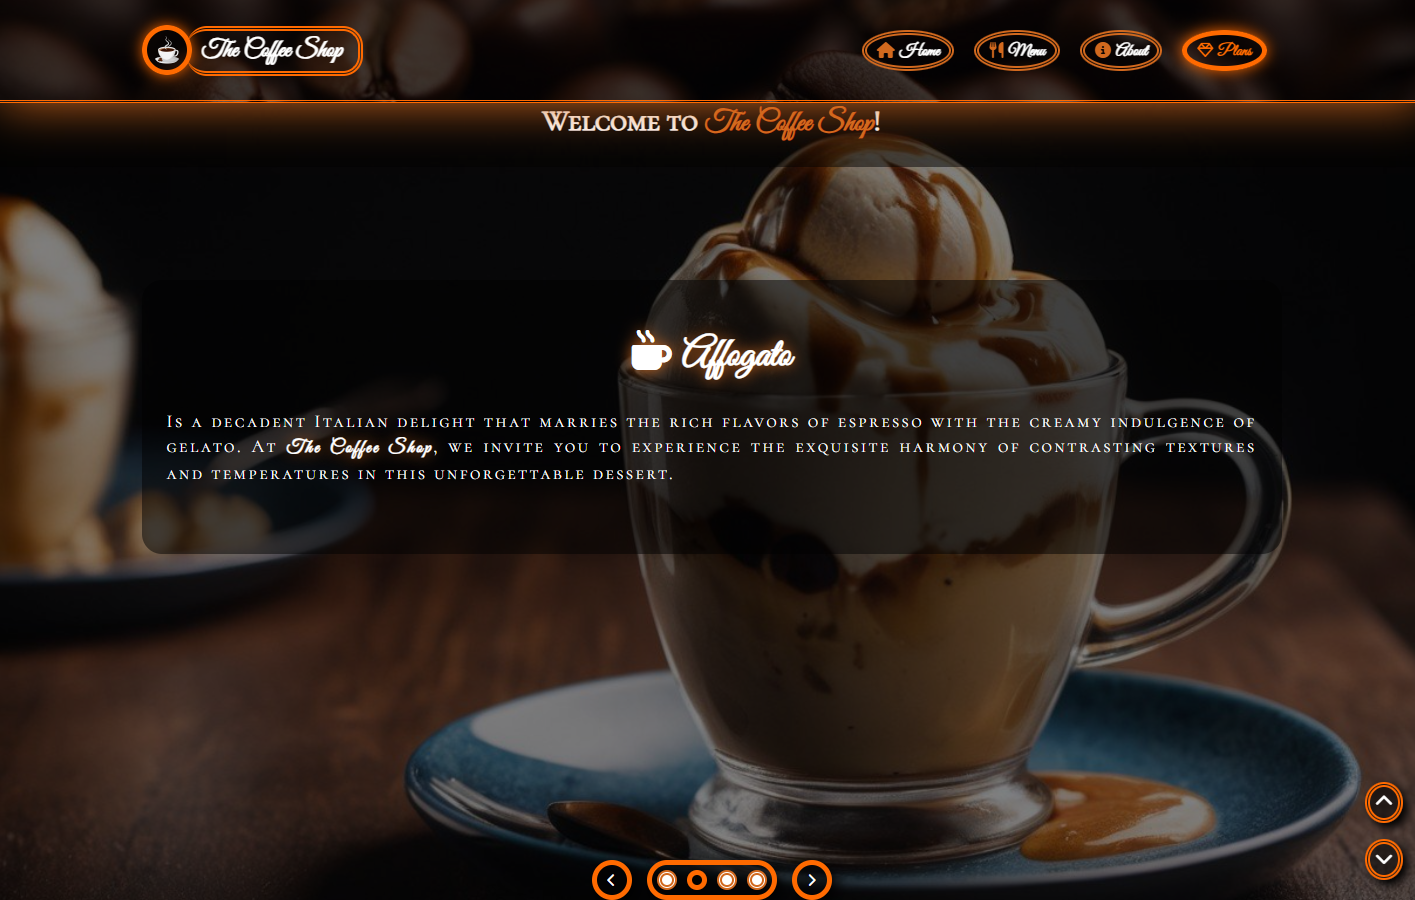 The Coffee Shop
Home
Menu
About
Plans
Welcome to The Coffee Shop!
Affogato
Is a decadent Italian delight that marries the rich flavors of espresso with the creamy indulgence of
gelato. At The Coffee Shop, we invite you to experience the exquisite harmony of contrasting textures
and temperatures in this unforgettable dessert.